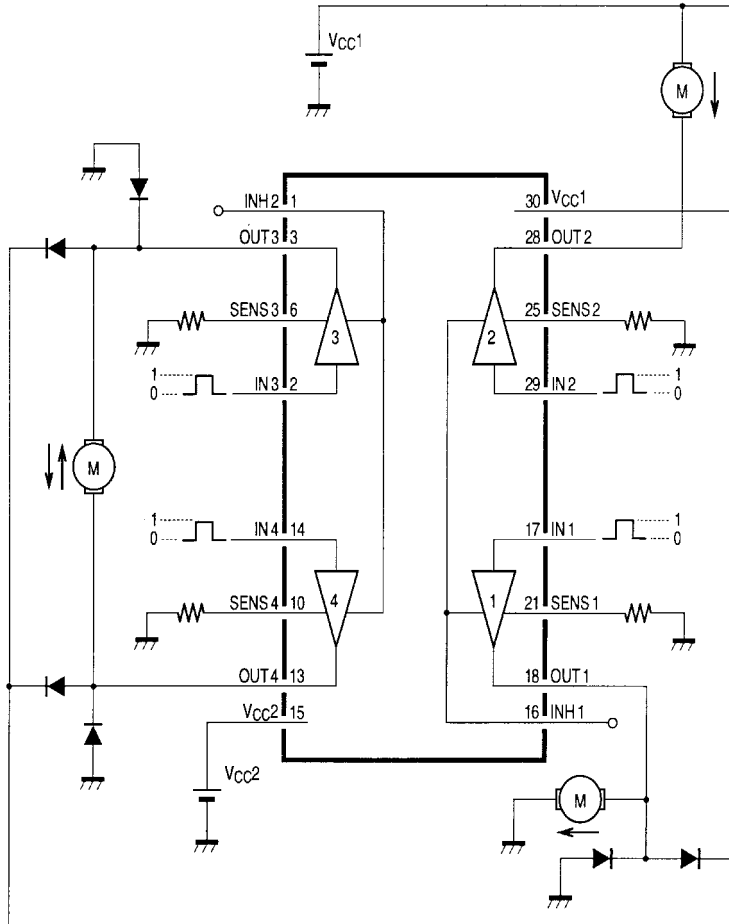 VCC1
M
INH2 1
30 VCC1
OUT3 3
28 OUT2
SENS3 6
25 SENS2
3
2
1
0
IN3 2
29 IN2
1
0
M
1
0
IN4 14
17 IN1
1
0
SENS4 10
4
1
21 SENS1
OUT4 13
18 OUT1
VCC2 15
16 INH1
VCC2
M